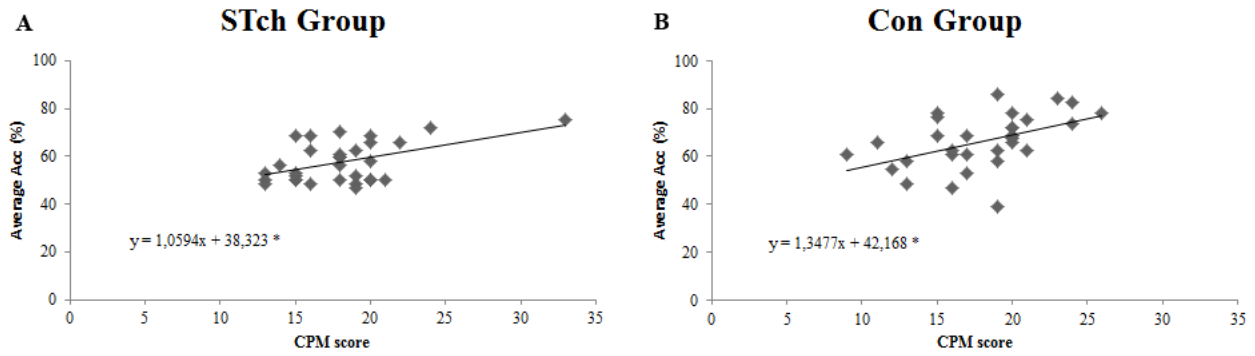 A
STch Group
100
80
60
40
20
0
Average Acc (%)
y = 1,0594x + 38,323 *
0 5 10 15 20 25 30 35
CPM score
B
Con Group
100
80
60
40
20
0
Average Acc (%)
y = 1,3477x + 42,168 *
0 5 10 15 20 25 30 35
CPM score